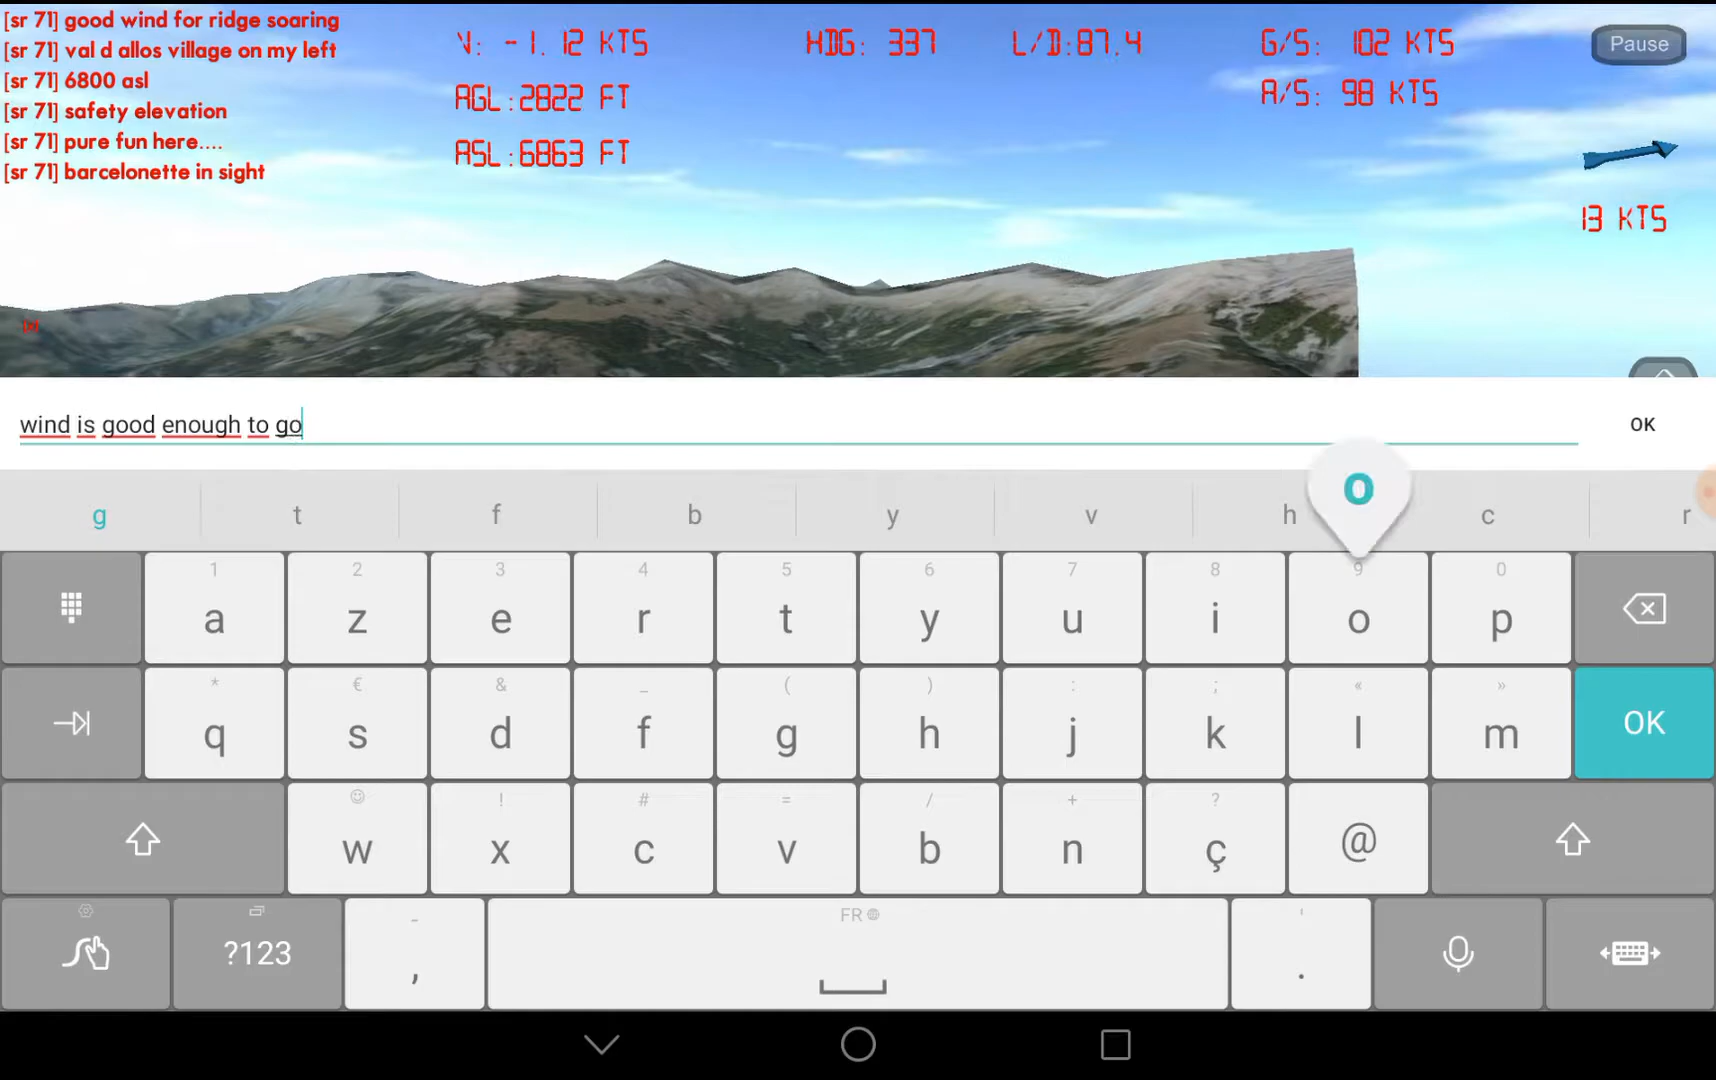 [sr 71] good wind for ridge soaring
[sr 71] val d allos village on my left
[sr 71] 6800 asl
[sr 71] safety elevation
[sr 71] pure fun here....
[sr 71] barcelonette in sight
V: -1.12 KTS
AGL:2822 FT
ASL:6863 FT
HDG: 337
L/D:87.4
G/S: 102 KTS
A/S: 98 KTS
Pause
13 KTS
wind is good enough to go
OK
o
g t f b y v h c r
1 2 3 4 5 6 7 8 9 0
a z e r t y u i o p
* € & _ ( ) : ; « »
q s d f g h j k l m OK
! # = / + ?
w x c v b n ç @
- FR '
?123 , .